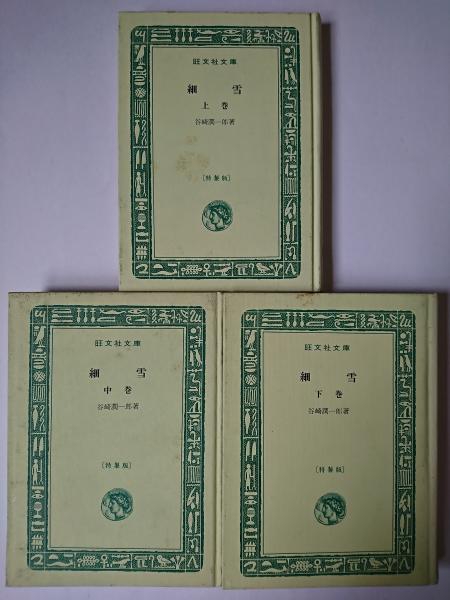 旺文社文庫
細 雪
上 巻
谷崎潤一郎著
[特製版]
旺文社文庫
細 雪
中 巻
谷崎潤一郎著
[特製版]
旺文社文庫
細 雪
下 巻
谷崎潤一郎著
[特製版]